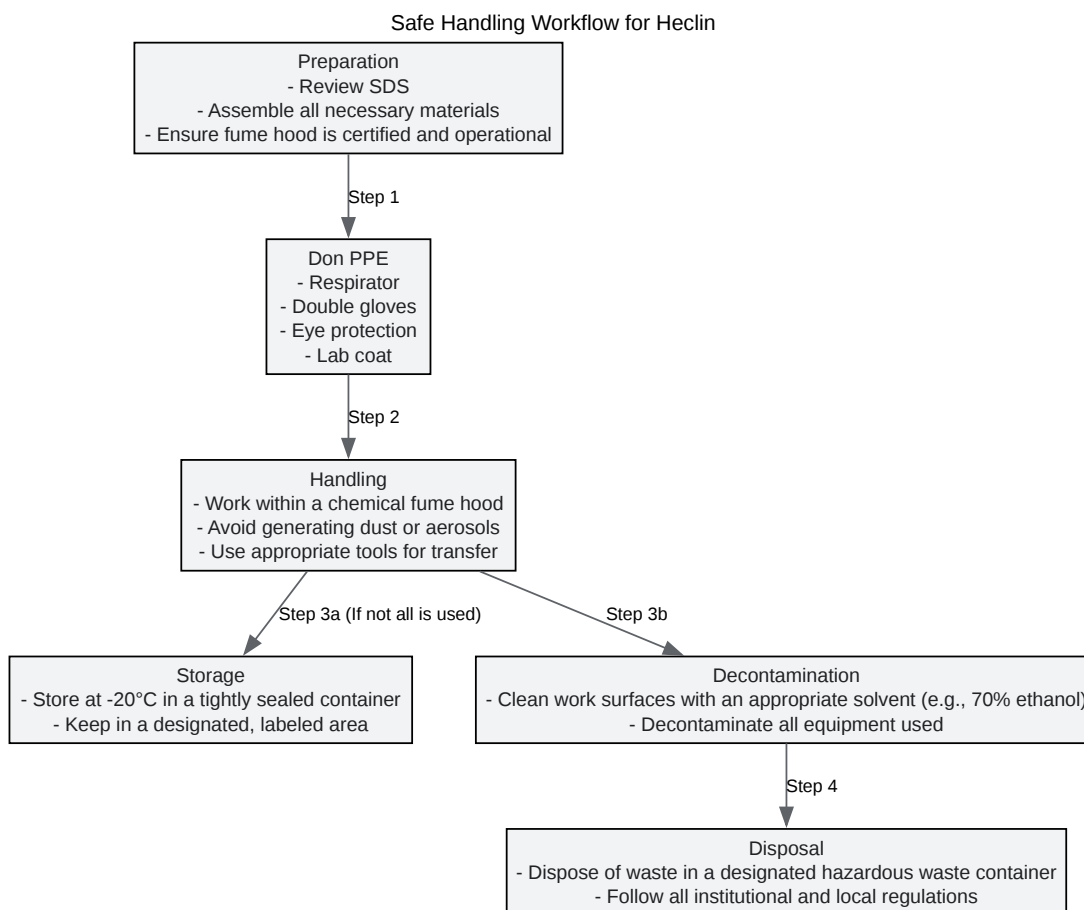 Safe Handling Workflow for Heclin
Preparation
- Review SDS
- Assemble all necessary materials
- Ensure fume hood is certified and operational
Step 1
Don PPE
- Respirator
- Double gloves
- Eye protection
- Lab coat
Step 2
Handling
- Work within a chemical fume hood
- Avoid generating dust or aerosols
- Use appropriate tools for transfer
Step 3a (If not all is used)
Step 3b
Storage
- Store at -20°C in a tightly sealed container
- Keep in a designated, labeled area
Decontamination
- Clean work surfaces with an appropriate solvent (e.g., 70% ethanol)
- Decontaminate all equipment used
Step 4
Disposal
- Dispose of waste in a designated hazardous waste container
- Follow all institutional and local regulations